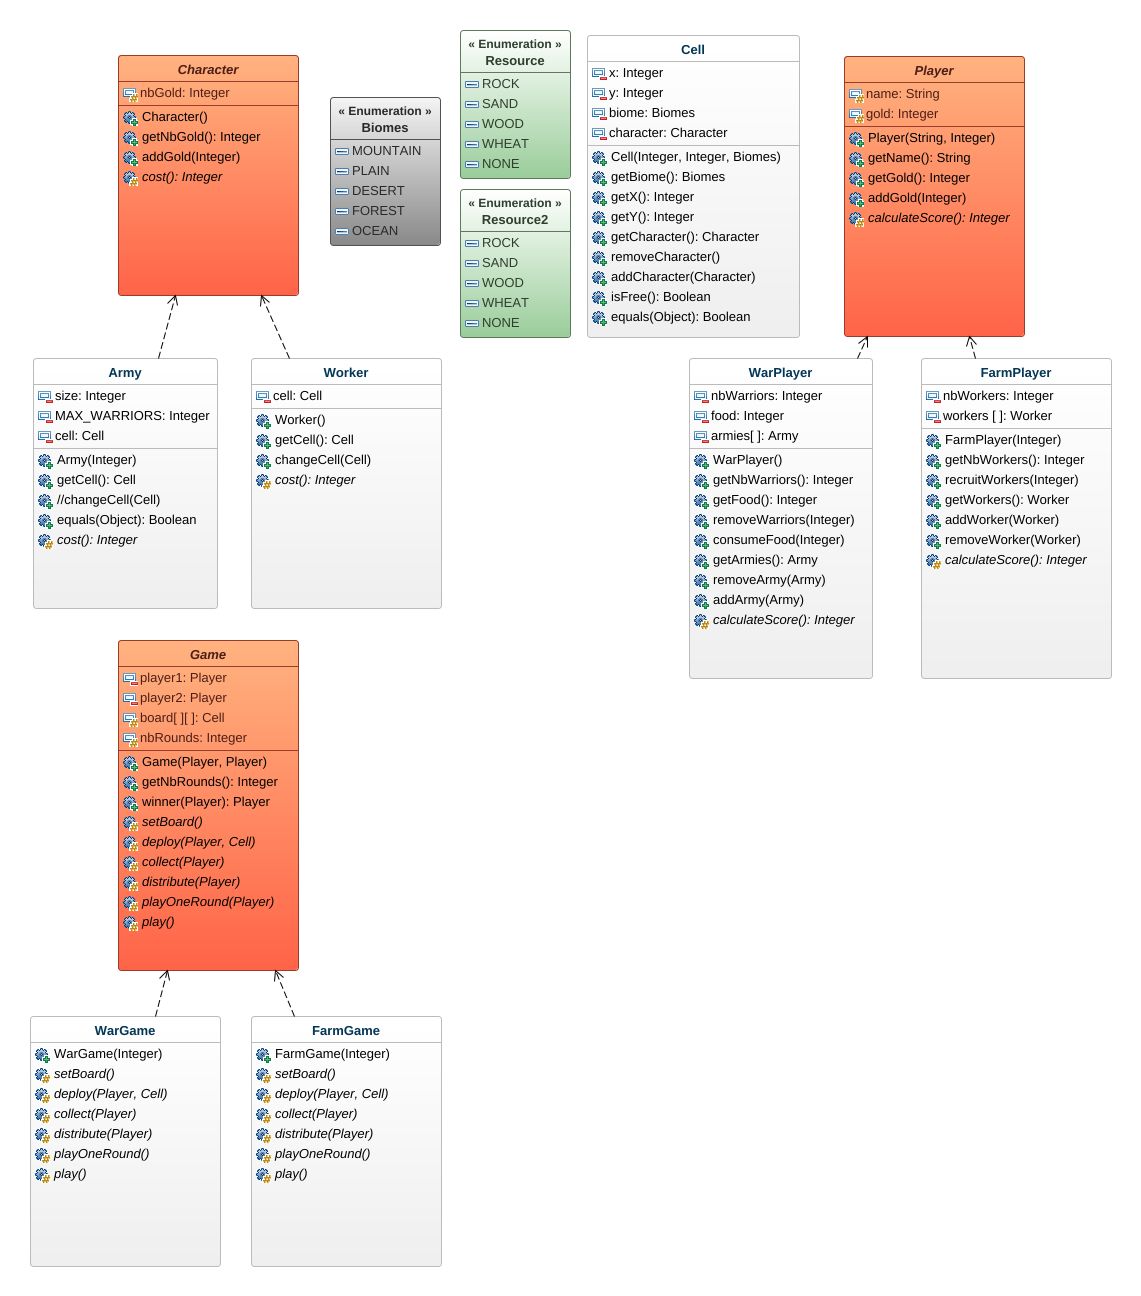 Character
nbGold: Integer
Character()
getNbGold(): Integer
addGold(Integer)
cost(): Integer
« Enumeration »
Biomes
MOUNTAIN
PLAIN
DESERT
FOREST
OCEAN
« Enumeration »
Resource
ROCK
SAND
WOOD
WHEAT
NONE
« Enumeration »
Resource2
ROCK
SAND
WOOD
WHEAT
NONE
Cell
x: Integer
y: Integer
biome: Biomes
character: Character
Cell(Integer, Integer, Biomes)
getBiome(): Biomes
getX(): Integer
getY(): Integer
getCharacter(): Character
removeCharacter()
addCharacter(Character)
isFree(): Boolean
equals(Object): Boolean
Player
name: String
gold: Integer
Player(String, Integer)
getName(): String
getGold(): Integer
addGold(Integer)
calculateScore(): Integer
Army
size: Integer
MAX_WARRIORS: Integer
cell: Cell
Army(Integer)
getCell(): Cell
//changeCell(Cell)
equals(Object): Boolean
cost(): Integer
Worker
cell: Cell
Worker()
getCell(): Cell
changeCell(Cell)
cost(): Integer
WarPlayer
nbWarriors: Integer
food: Integer
armies[ ]: Army
WarPlayer()
getNbWarriors(): Integer
getFood(): Integer
removeWarriors(Integer)
consumeFood(Integer)
getArmies(): Army
removeArmy(Army)
addArmy(Army)
calculateScore(): Integer
FarmPlayer
nbWorkers: Integer
workers [ ]: Worker
FarmPlayer(Integer)
getNbWorkers(): Integer
recruitWorkers(Integer)
getWorkers(): Worker
addWorker(Worker)
removeWorker(Worker)
calculateScore(): Integer
Game
player1: Player
player2: Player
board[ ][ ]: Cell
nbRounds: Integer
Game(Player, Player)
getNbRounds(): Integer
winner(Player): Player
setBoard()
deploy(Player, Cell)
collect(Player)
distribute(Player)
playOneRound(Player)
play()
WarGame
WarGame(Integer)
setBoard()
deploy(Player, Cell)
collect(Player)
distribute(Player)
playOneRound()
play()
FarmGame
FarmGame(Integer)
setBoard()
deploy(Player, Cell)
collect(Player)
distribute(Player)
playOneRound()
play()